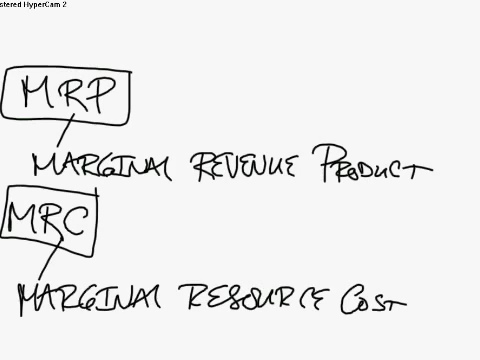 stered HyperCam 2
MRP
MARGINAL REVENUE PRODUCT
MRC
MARGINAL RESOURCE COST